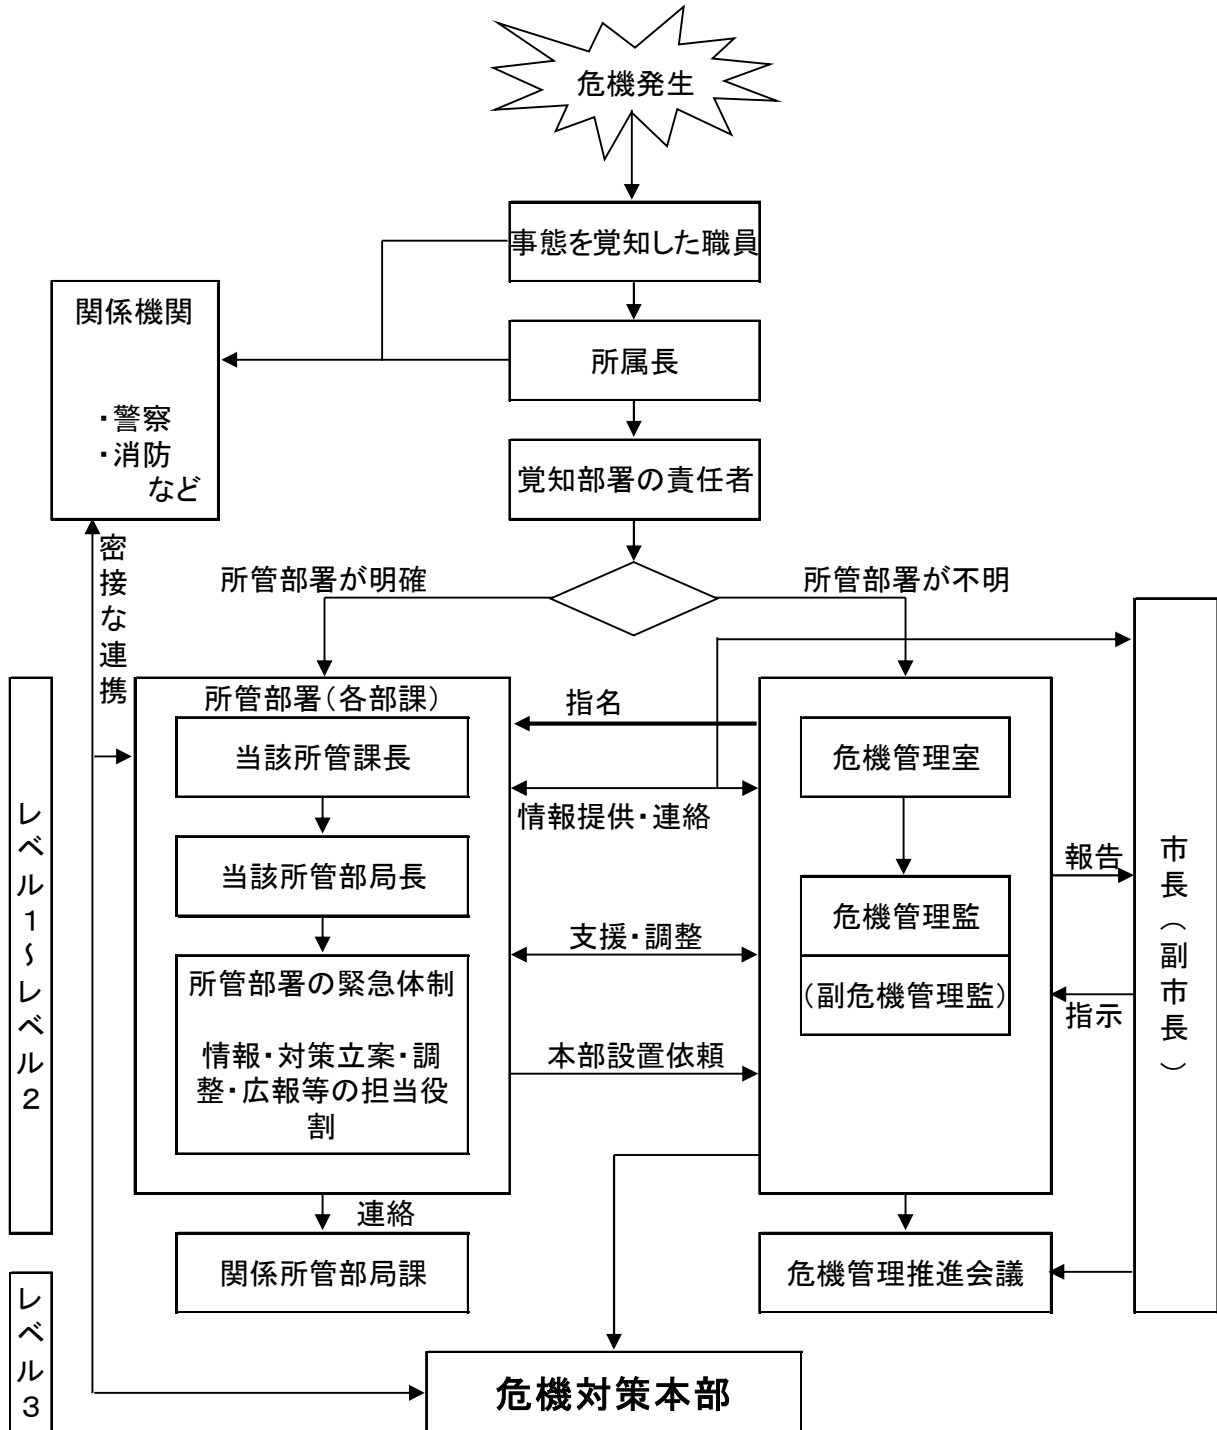 危機発生
事態を覚知した職員
関係機関
・警察
・消防
など
所属長
覚知部署の責任者
密接な連携
所管部署が明確
所管部署が不明
所管部署（各部課）
当該所管課長
当該所管部局長
所管部署の緊急体制
情報・対策立案・調
整・広報等の担当役
割
指名
情報提供・連絡
支援・調整
本部設置依頼
危機管理室
危機管理監
（副危機管理監）
報告
指示
市長（副市長）
レベル１～レベル２
連絡
関係所管部局課
危機管理推進会議
レベル３
危機対策本部